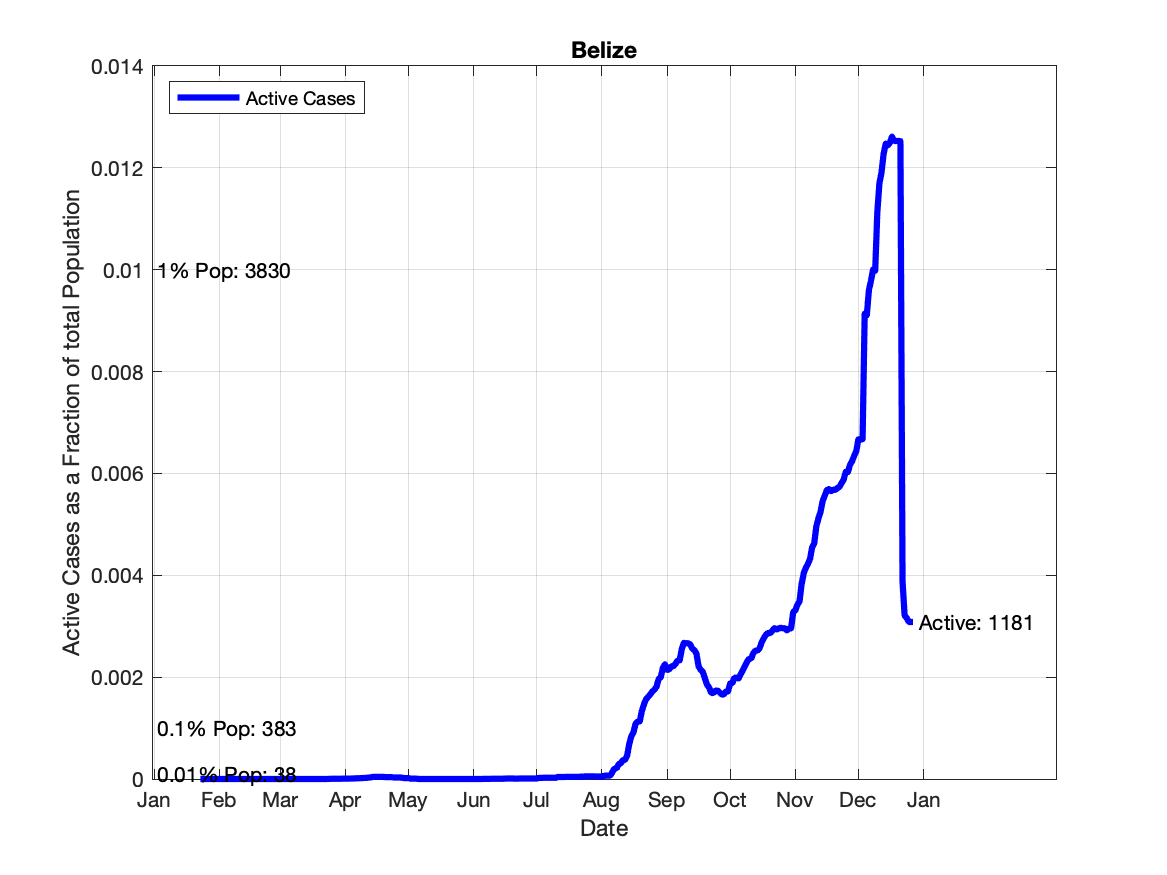 Belize
Active Cases
0.014
0.012
0.01
0.008
0.006
0.004
0.002
0
Active Cases as a Fraction of total Population
1% Pop: 3830
0.1% Pop: 383
0.01% Pop: 38
Active: 1181
Jan Feb Mar Apr May Jun Jul Aug Sep Oct Nov Dec Jan
Date